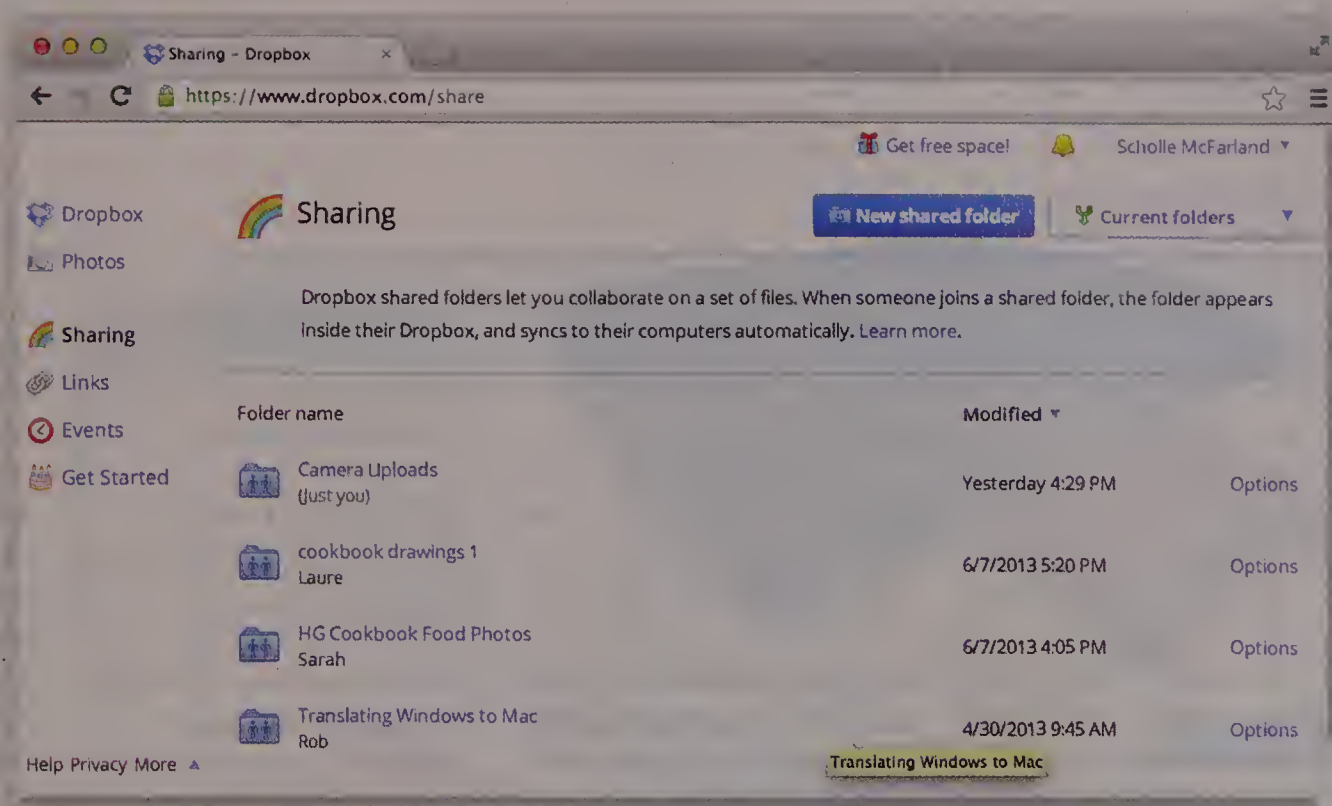 Sharing – Dropbox ×
https://www.dropbox.com/share
Get free space! Scholle McFarland ▼
Dropbox
Photos
Sharing
Links
Events
Get Started
Sharing
New shared folder
Current folders ▼
Dropbox shared folders let you collaborate on a set of files. When someone joins a shared folder, the folder appears
inside their Dropbox, and syncs to their computers automatically. Learn more.
Folder name Modified ▼
Camera Uploads
(Just you)
Yesterday 4:29 PM Options
cookbook drawings 1
Laure
6/7/2013 5:20 PM Options
HG Cookbook Food Photos
Sarah
6/7/2013 4:05 PM Options
Translating Windows to Mac
Rob
4/30/2013 9:45 AM Options
Translating Windows to Mac
Help Privacy More ▲